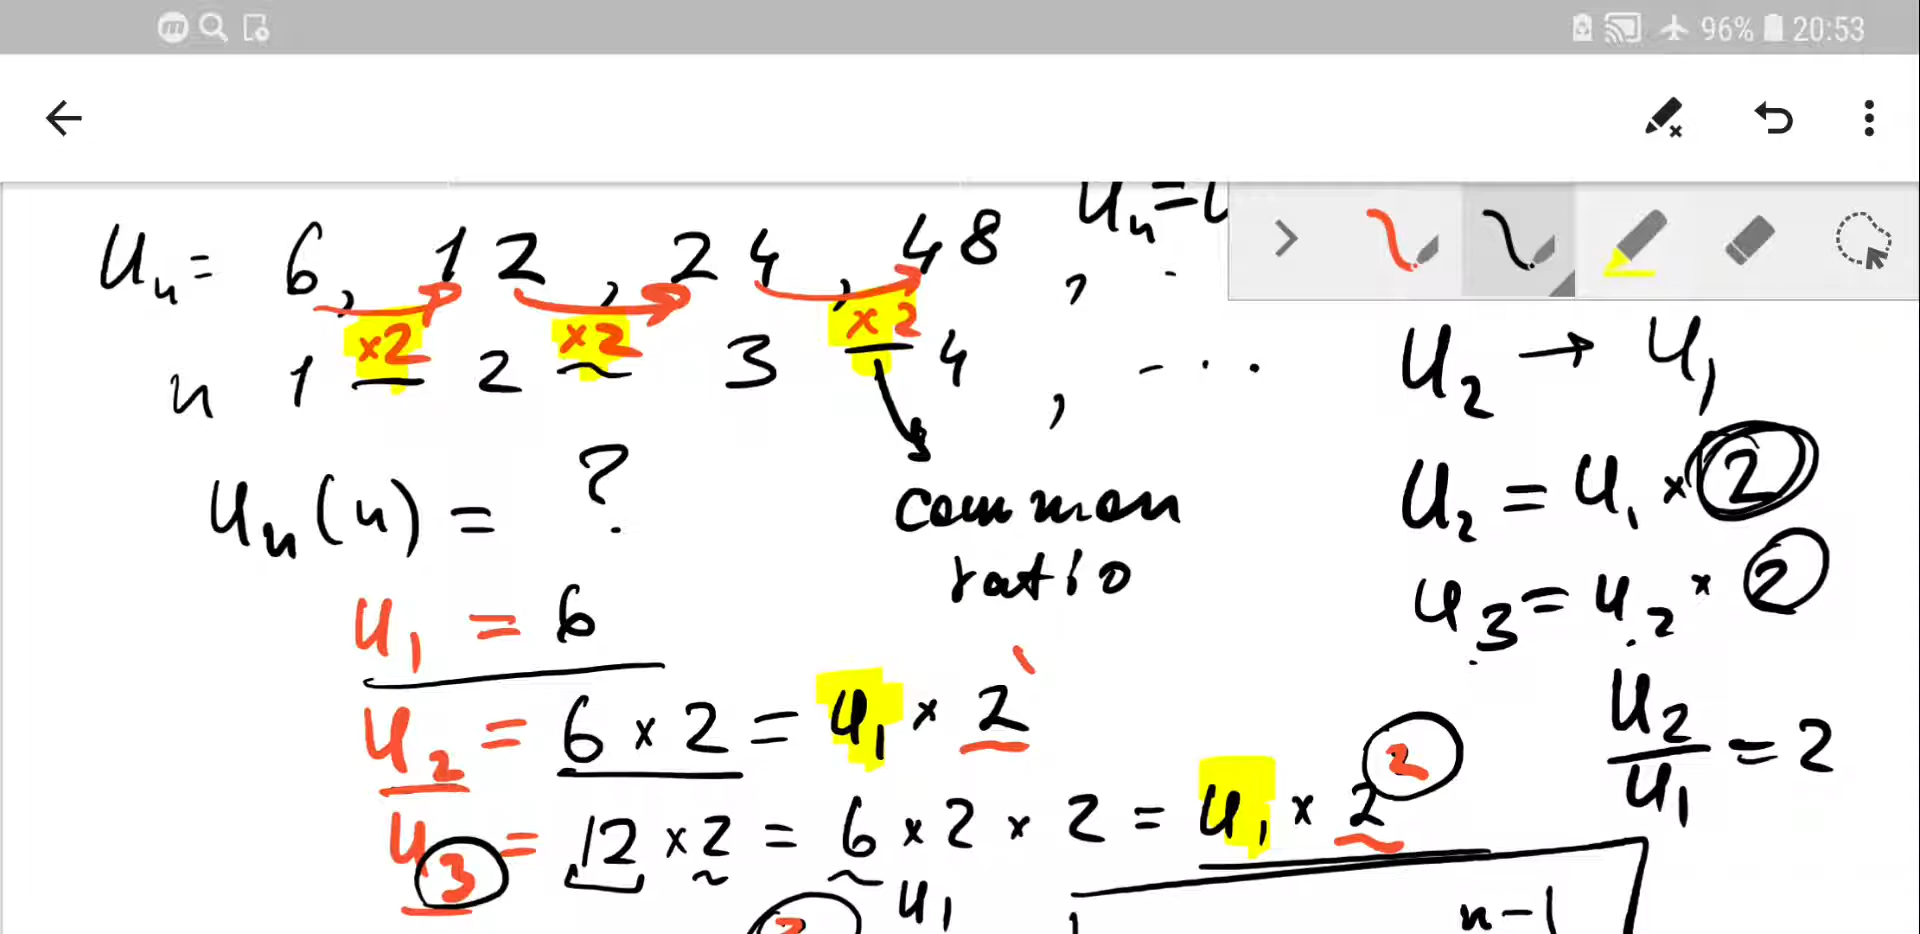 96% 20:53
uₙ =
uₙ = 6, 12, 24, 48, ...
×2 ×2 ×2
n 1 2 3 4, ...
u₂ → u₁
uₙ(n) = ?
common
ratio
u₂ = u₁ × 2
u₃ = u₂ × 2
u₁ = 6
u₂ = 6 × 2 = u₁ × 2
u₂/u₁ = 2
u₃ = 12 × 2 = 6 × 2 × 2 = u₁ × 2²
u₁
n-1